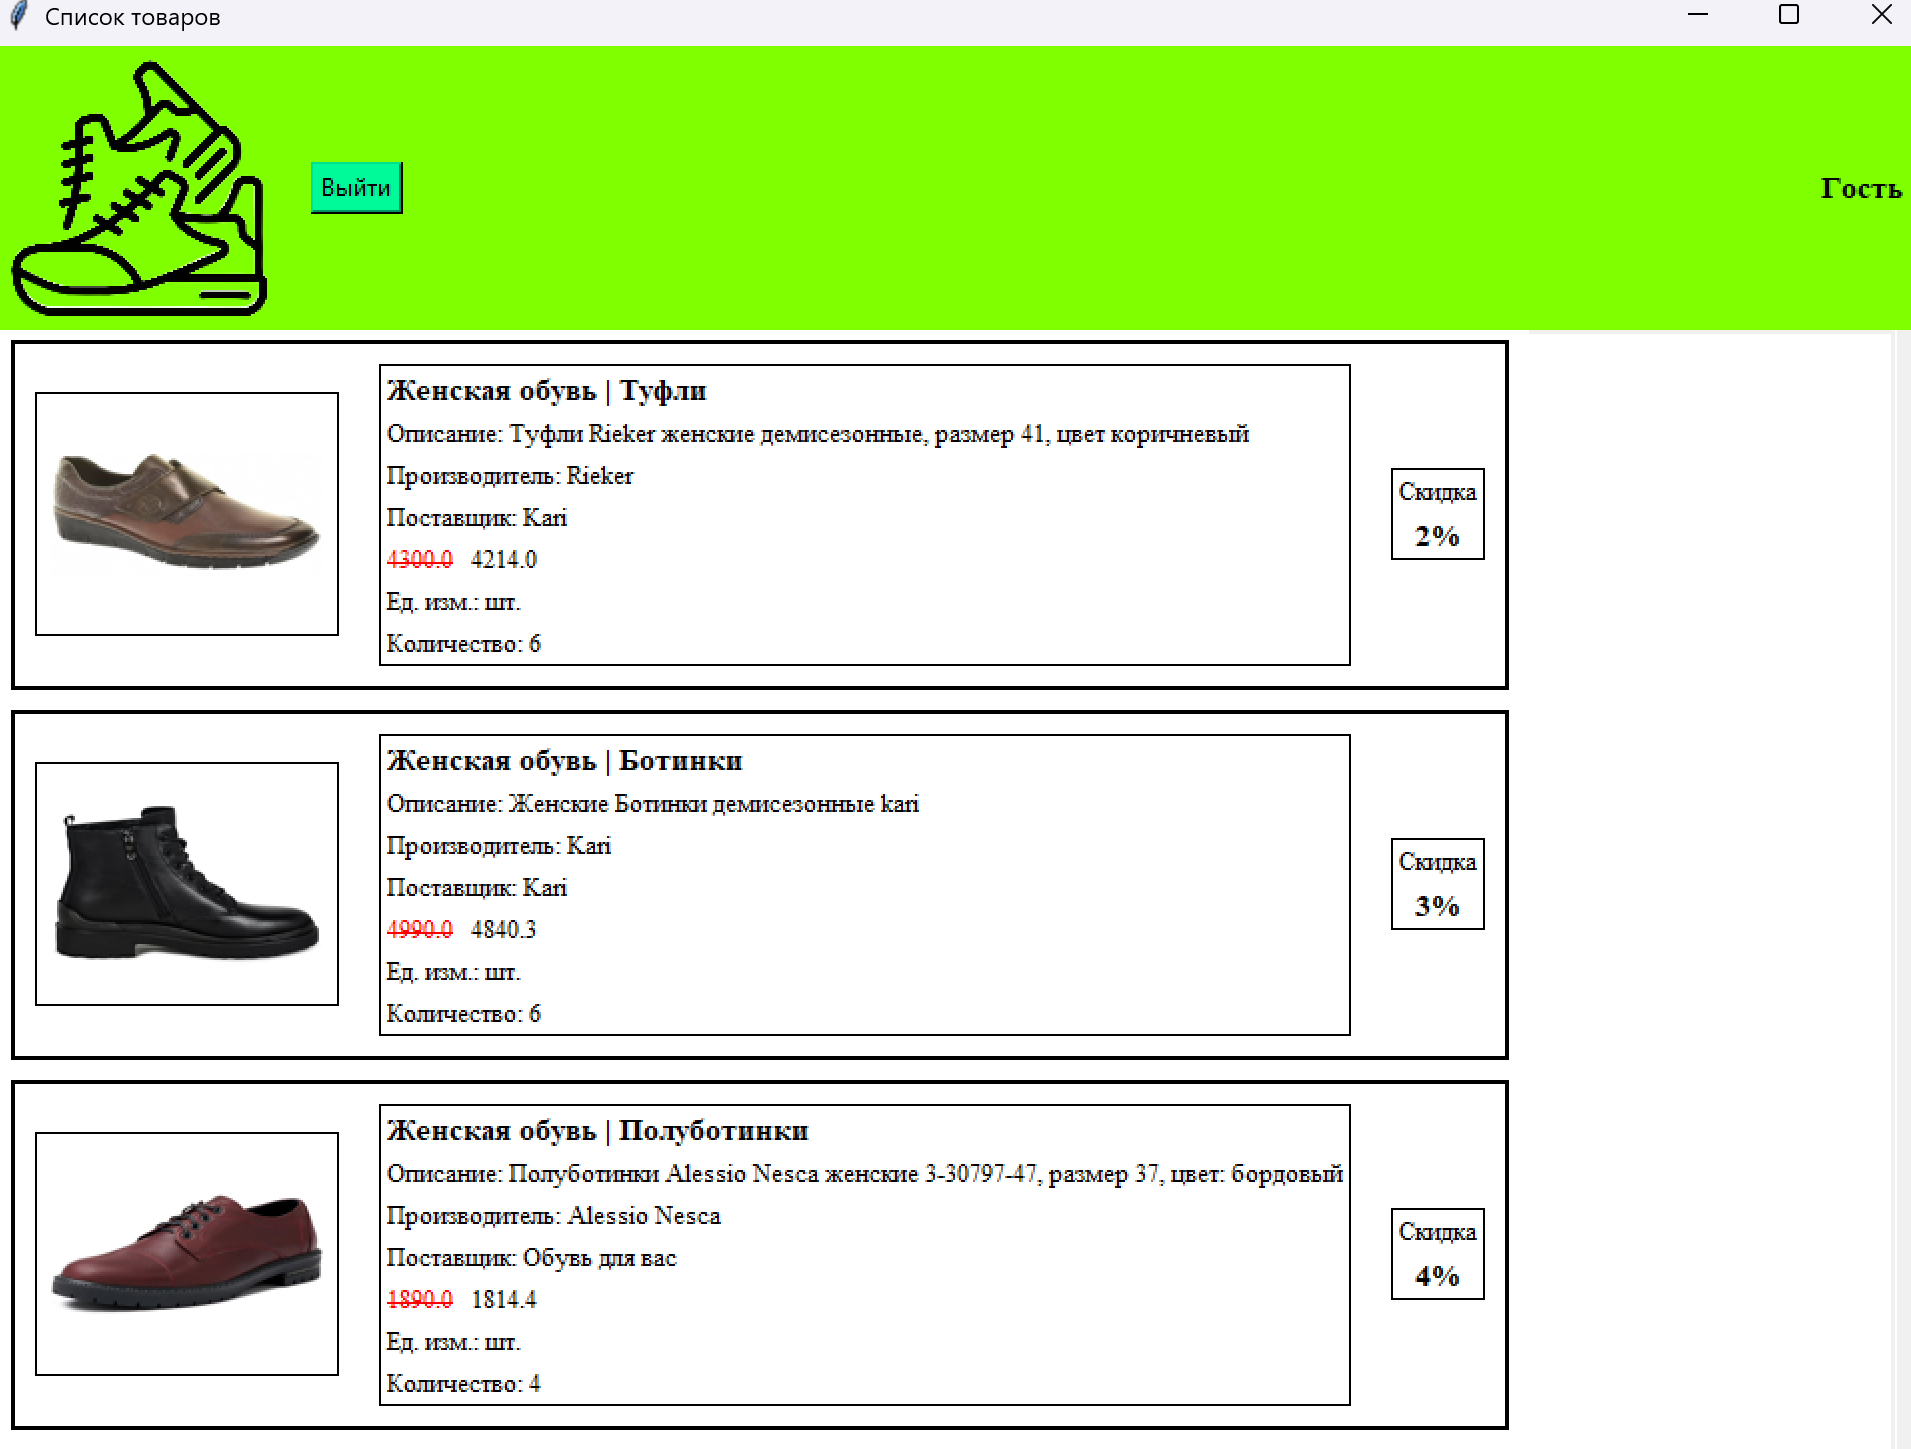 Список товаров
Выйти
Гость
Женская обувь | Туфли
Описание: Туфли Rieker женские демисезонные, размер 41, цвет коричневый
Производитель: Rieker
Поставщик: Kari
4300.0 4214.0
Ед. изм.: шт.
Количество: 6
Скидка
2%
Женская обувь | Ботинки
Описание: Женские Ботинки демисезонные kari
Производитель: Kari
Поставщик: Kari
4990.0 4840.3
Ед. изм.: шт.
Количество: 6
Скидка
3%
Женская обувь | Полуботинки
Описание: Полуботинки Alessio Nesca женские 3-30797-47, размер 37, цвет: бордовый
Производитель: Alessio Nesca
Поставщик: Обувь для вас
1890.0 1814.4
Ед. изм.: шт.
Количество: 4
Скидка
4%